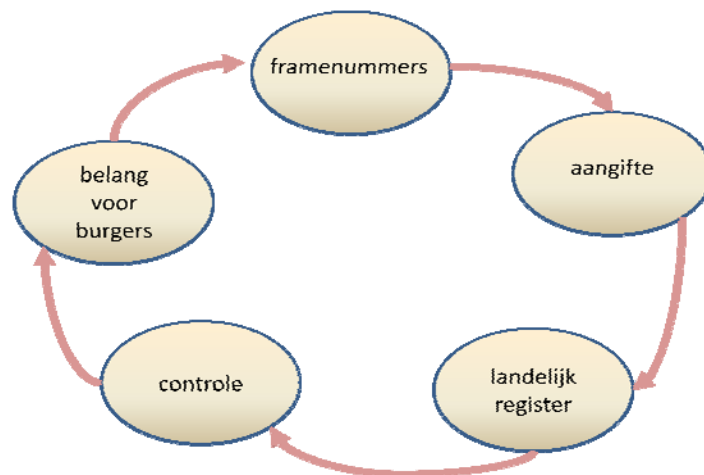 framenummers
aangifte
landelijk
register
controle
belang
voor
burgers